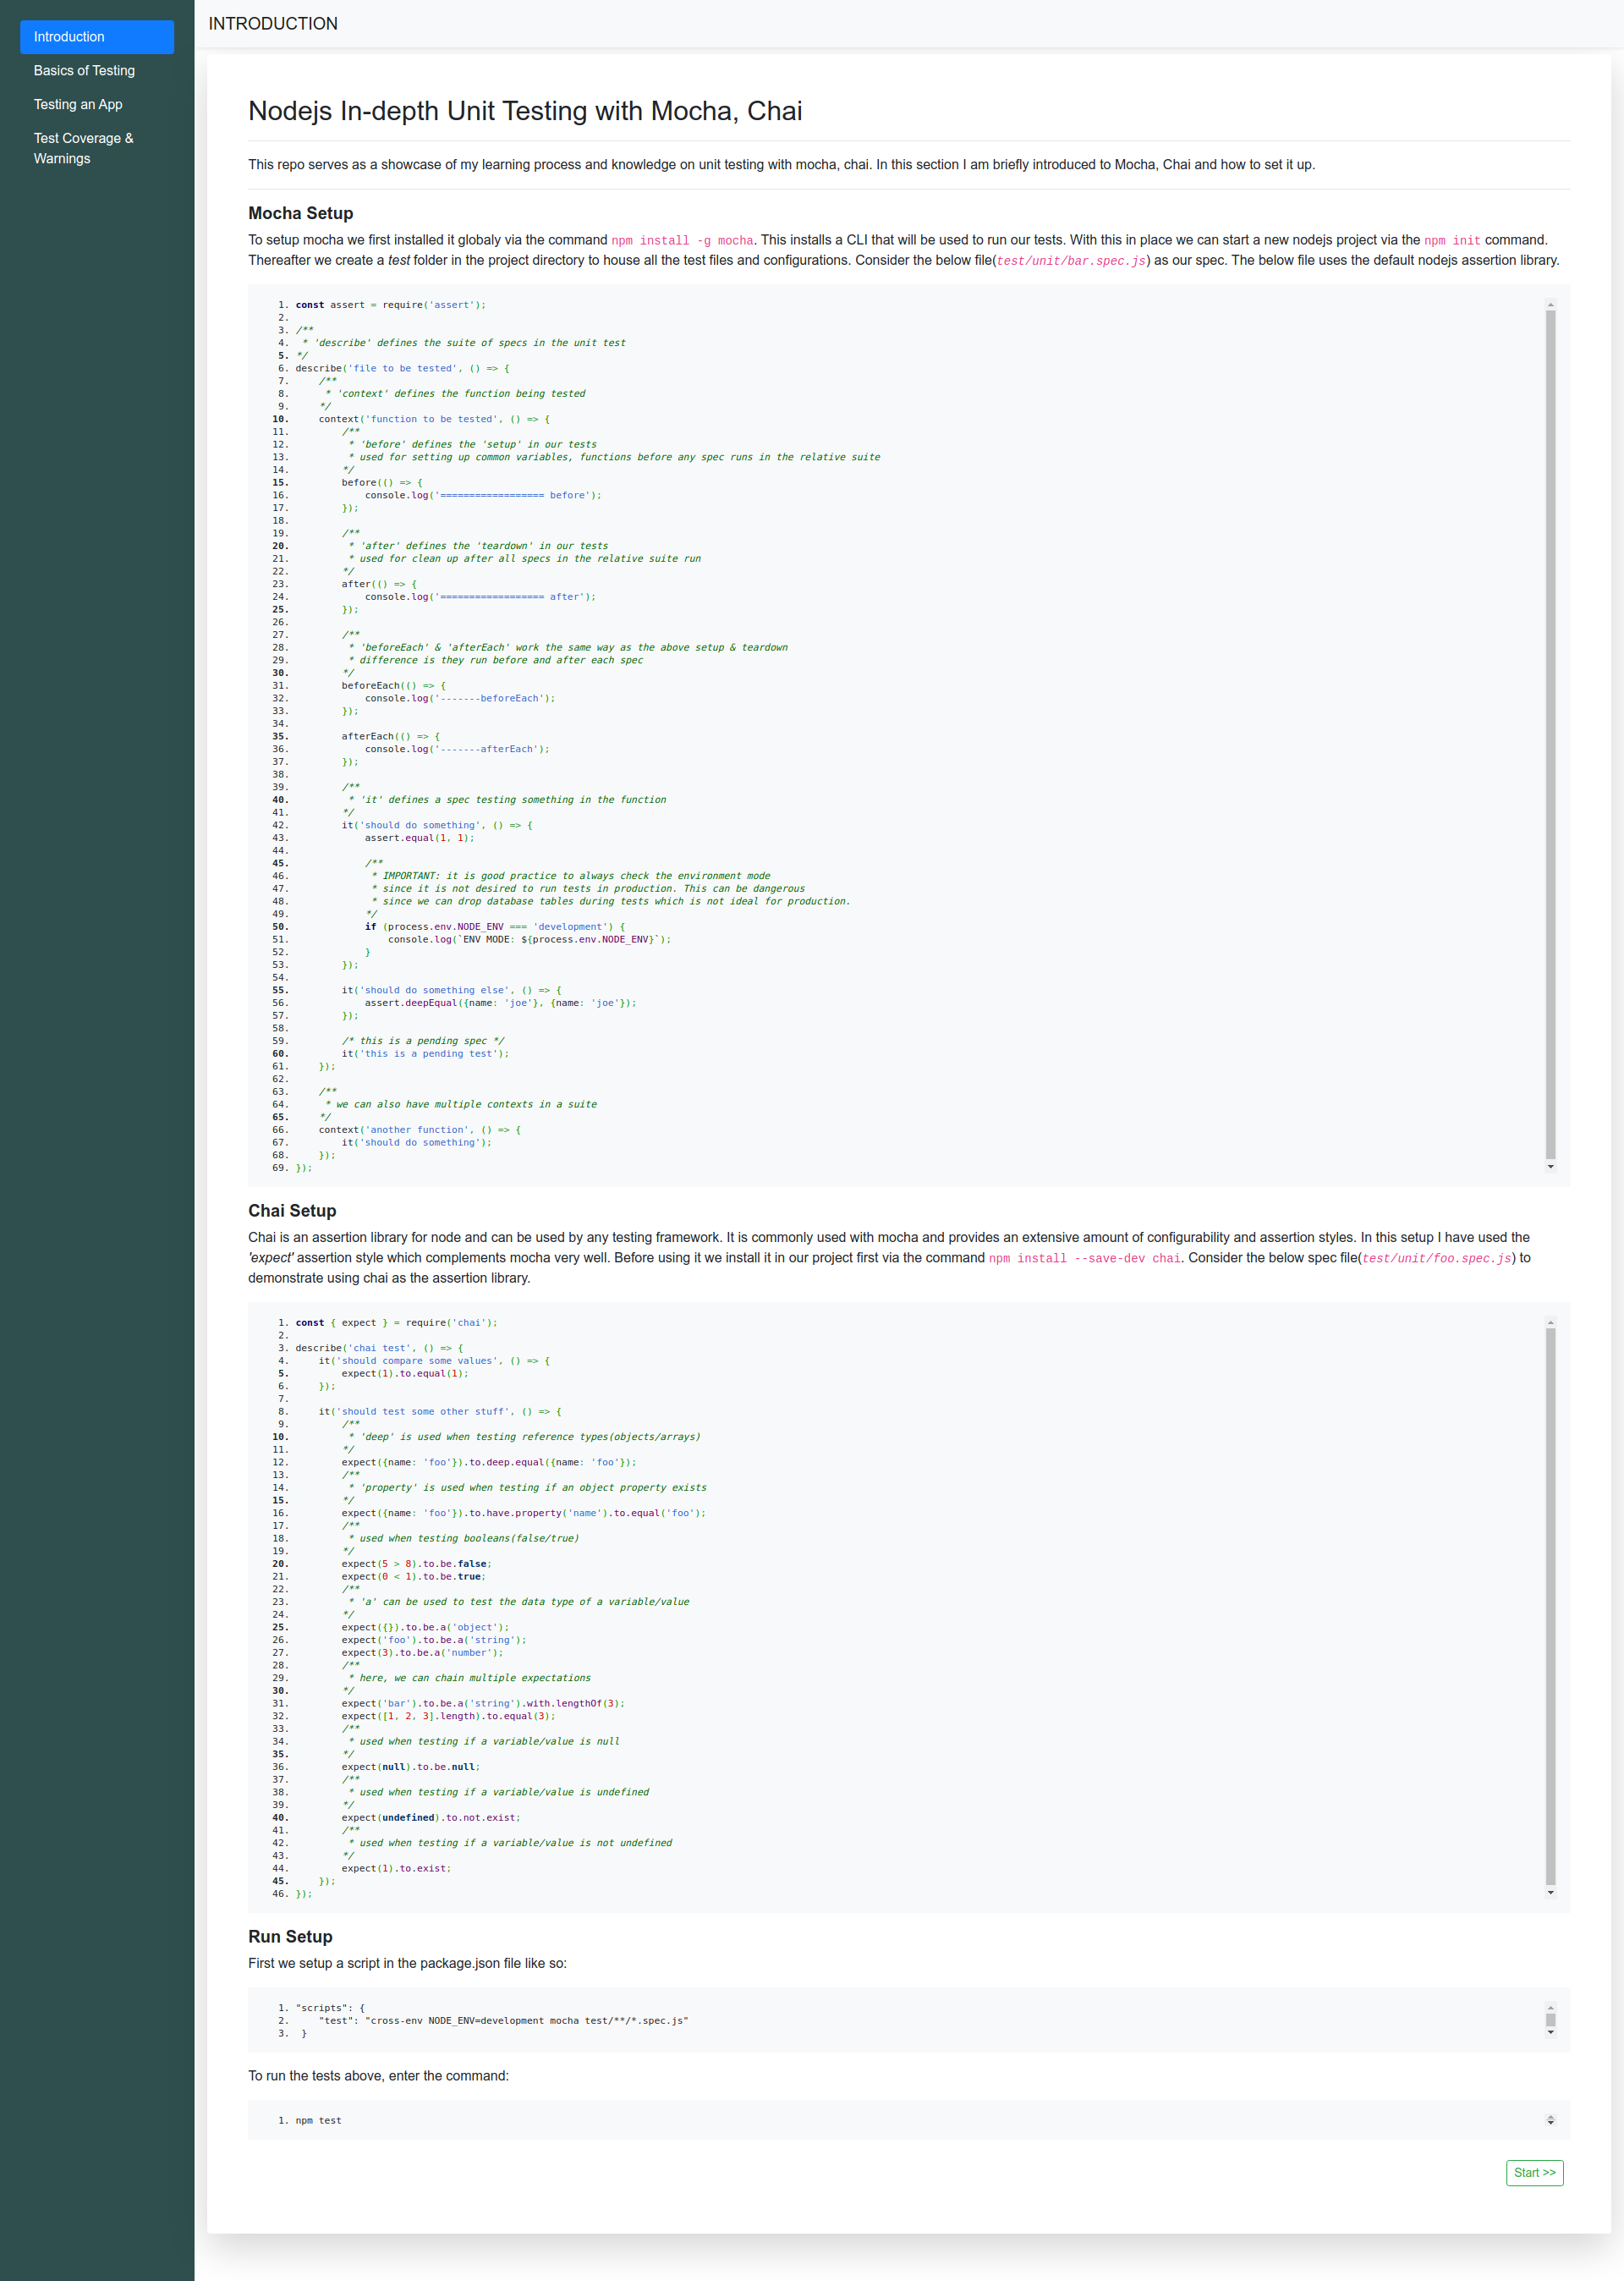 Introduction
Basics of Testing
Testing an App
Test Coverage &
Warnings
INTRODUCTION
Nodejs In-depth Unit Testing with Mocha, Chai
This repo serves as a showcase of my learning process and knowledge on unit testing with mocha, chai. In this section I am briefly introduced to Mocha, Chai and how to set it up.
Mocha Setup
To setup mocha we first installed it globaly via the command npm install -g mocha. This installs a CLI that will be used to run our tests. With this in place we can start a new nodejs project via the npm init command.
Thereafter we create a test folder in the project directory to house all the test files and configurations. Consider the below file(test/unit/bar.spec.js) as our spec. The below file uses the default nodejs assertion library.
1. const assert = require('assert');
2.
3. /**
4.  * 'describe' defines the suite of specs in the unit test
5. */
6. describe('file to be tested', () => {
7.     /**
8.      * 'context' defines the function being tested
9.     */
10.     context('function to be tested', () => {
11.         /**
12.          * 'before' defines the 'setup' in our tests
13.          * used for setting up common variables, functions before any spec runs in the relative suite
14.         */
15.         before(() => {
16.             console.log('================== before');
17.         });
18.
19.         /**
20.          * 'after' defines the 'teardown' in our tests
21.          * used for clean up after all specs in the relative suite run
22.         */
23.         after(() => {
24.             console.log('================== after');
25.         });
26.
27.         /**
28.          * 'beforeEach' & 'afterEach' work the same way as the above setup & teardown
29.          * difference is they run before and after each spec
30.         */
31.         beforeEach(() => {
32.             console.log('-------beforeEach');
33.         });
34.
35.         afterEach(() => {
36.             console.log('-------afterEach');
37.         });
38.
39.         /**
40.          * 'it' defines a spec testing something in the function
41.         */
42.         it('should do something', () => {
43.             assert.equal(1, 1);
44.
45.             /**
46.              * IMPORTANT: it is good practice to always check the environment mode
47.              * since it is not desired to run tests in production. This can be dangerous
48.              * since we can drop database tables during tests which is not ideal for production.
49.             */
50.             if (process.env.NODE_ENV === 'development') {
51.                 console.log(`ENV MODE: ${process.env.NODE_ENV}`);
52.             }
53.         });
54.
55.         it('should do something else', () => {
56.             assert.deepEqual({name: 'joe'}, {name: 'joe'});
57.         });
58.
59.         /* this is a pending spec */
60.         it('this is a pending test');
61.     });
62.
63.     /**
64.      * we can also have multiple contexts in a suite
65.     */
66.     context('another function', () => {
67.         it('should do something');
68.     });
69. });
Chai Setup
Chai is an assertion library for node and can be used by any testing framework. It is commonly used with mocha and provides an extensive amount of configurability and assertion styles. In this setup I have used the
'expect' assertion style which complements mocha very well. Before using it we install it in our project first via the command npm install --save-dev chai. Consider the below spec file(test/unit/foo.spec.js) to
demonstrate using chai as the assertion library.
1. const { expect } = require('chai');
2.
3. describe('chai test', () => {
4.     it('should compare some values', () => {
5.         expect(1).to.equal(1);
6.     });
7.
8.     it('should test some other stuff', () => {
9.         /**
10.          * 'deep' is used when testing reference types(objects/arrays)
11.         */
12.         expect({name: 'foo'}).to.deep.equal({name: 'foo'});
13.         /**
14.          * 'property' is used when testing if an object property exists
15.         */
16.         expect({name: 'foo'}).to.have.property('name').to.equal('foo');
17.         /**
18.          * used when testing booleans(false/true)
19.         */
20.         expect(5 > 8).to.be.false;
21.         expect(0 < 1).to.be.true;
22.         /**
23.          * 'a' can be used to test the data type of a variable/value
24.         */
25.         expect({}).to.be.a('object');
26.         expect('foo').to.be.a('string');
27.         expect(3).to.be.a('number');
28.         /**
29.          * here, we can chain multiple expectations
30.         */
31.         expect('bar').to.be.a('string').with.lengthOf(3);
32.         expect([1, 2, 3].length).to.equal(3);
33.         /**
34.          * used when testing if a variable/value is null
35.         */
36.         expect(null).to.be.null;
37.         /**
38.          * used when testing if a variable/value is undefined
39.         */
40.         expect(undefined).to.not.exist;
41.         /**
42.          * used when testing if a variable/value is not undefined
43.         */
44.         expect(1).to.exist;
45.     });
46. });
Run Setup
First we setup a script in the package.json file like so:
1. "scripts": {
2.     "test": "cross-env NODE_ENV=development mocha test/**/*.spec.js"
3.  }
To run the tests above, enter the command:
1. npm test
Start >>